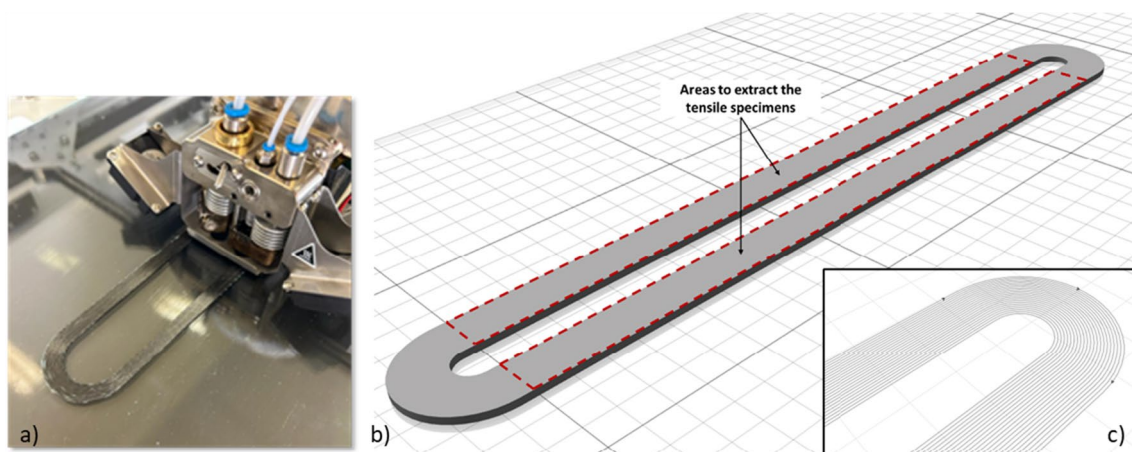 Areas to extract the
tensile specimens
a)
b)
c)